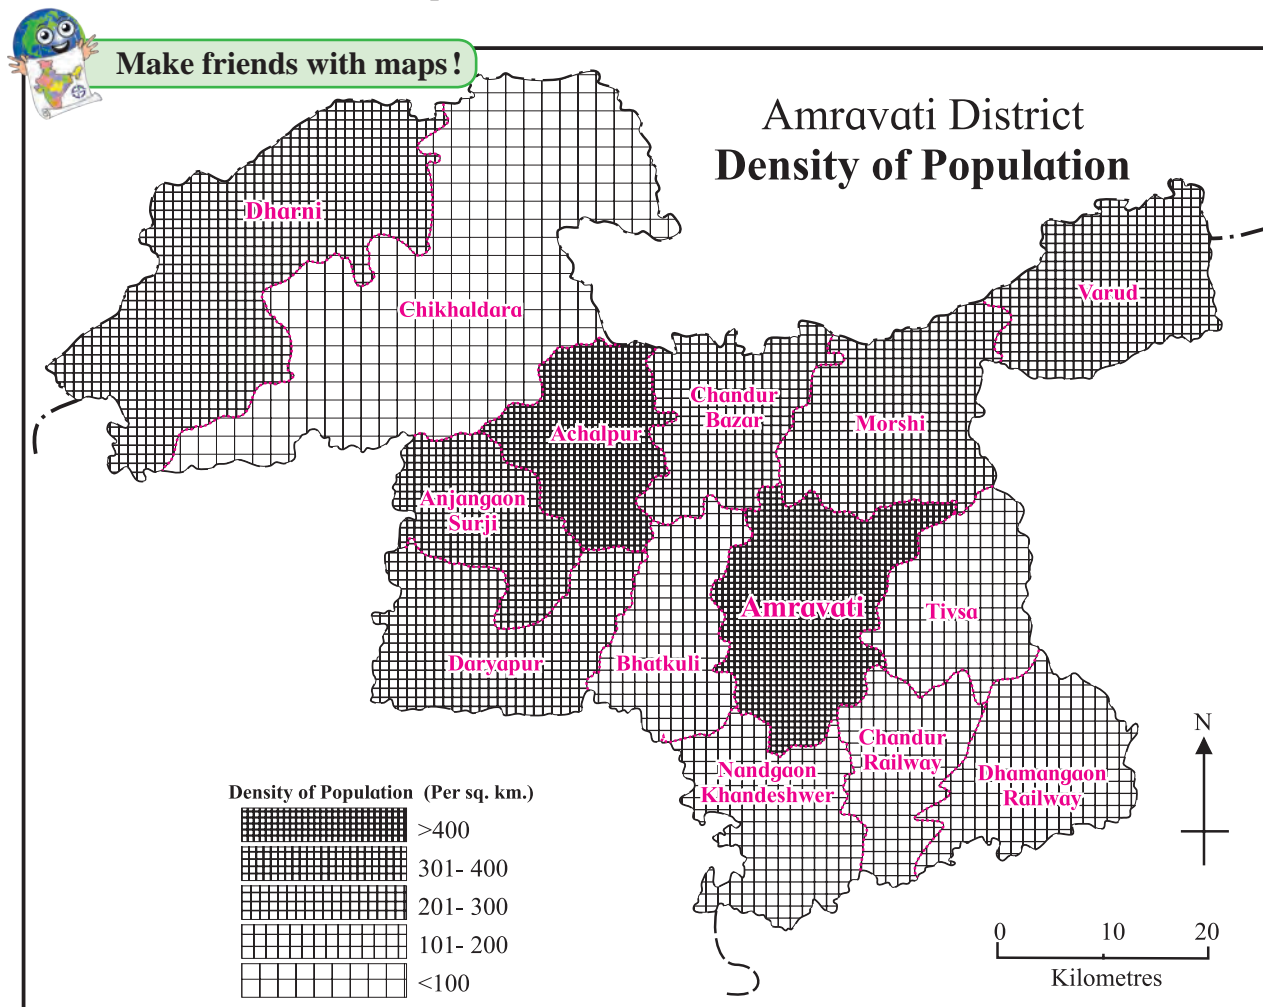 Make friends with maps!
Amravati District
Density of Population
Dharni
Varud
Chikhaldara
Chandur
Bazar
Achalpur
Morshi
Anjangaon
Surji
Amravati
Tivsa
Daryapur
Bhatkuli
Chandur
Railway
Nandgaon
Khandeshwer
Dhamangaon
Railway
N
Density of Population (Per sq. km.)
>400
301- 400
201- 300
101- 200
<100
0 10 20
Kilometres